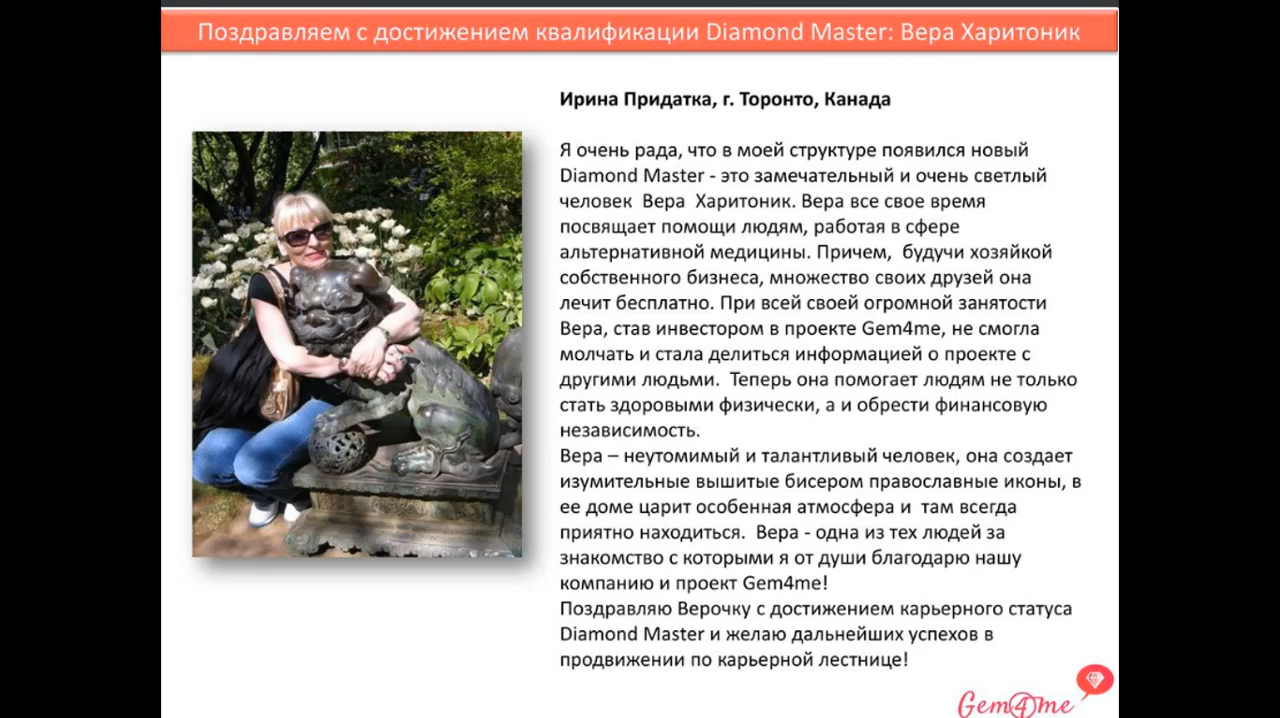 Поздравляем с достижением квалификации Diamond Master: Вера Харитоник
Ирина Придатка, г. Торонто, Канада
Я очень рада, что в моей структуре появился новый
Diamond Master - это замечательный и очень светлый
человек Вера Харитоник. Вера все свое время
посвящает помощи людям, работая в сфере
альтернативной медицины. Причем, будучи хозяйкой
собственного бизнеса, множество своих друзей она
лечит бесплатно. При всей своей огромной занятости
Вера, став инвестором в проекте Gem4me, не смогла
молчать и стала делиться информацией о проекте с
другими людьми. Теперь она помогает людям не только
стать здоровыми физически, а и обрести финансовую
независимость.
Вера – неутомимый и талантливый человек, она создает
изумительные вышитые бисером православные иконы, в
ее доме царит особенная атмосфера и там всегда
приятно находиться. Вера - одна из тех людей за
знакомство с которыми я от души благодарю нашу
компанию и проект Gem4me!
Поздравляю Верочку с достижением карьерного статуса
Diamond Master и желаю дальнейших успехов в
продвижении по карьерной лестнице!
Gem4me